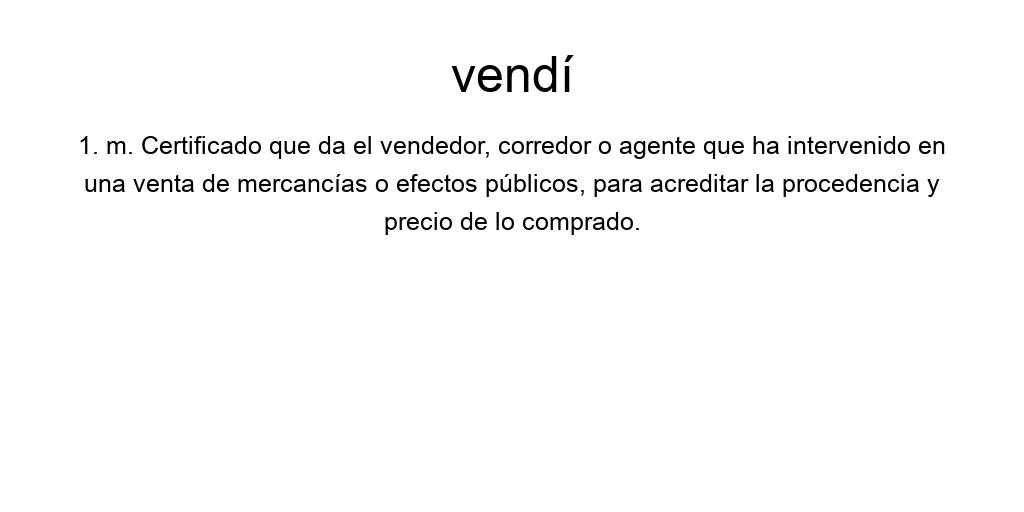 vendí
1. m. Certificado que da el vendedor, corredor o agente que ha intervenido en
una venta de mercancías o efectos públicos, para acreditar la procedencia y
precio de lo comprado.